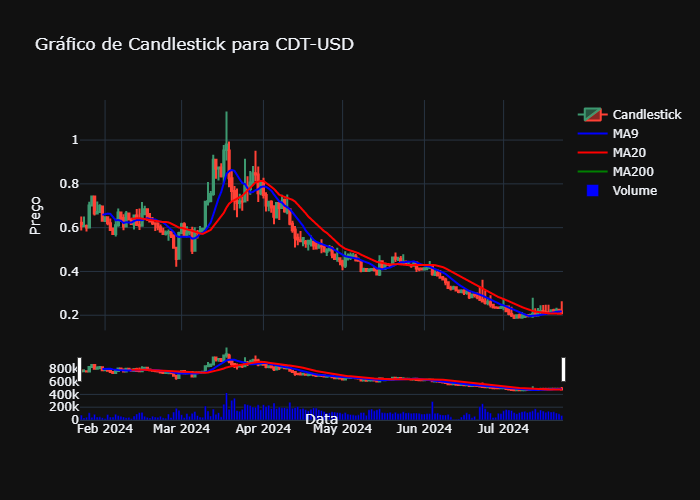 Gráfico de Candlestick para CDT-USD
Candlestick
MA9
MA20
MA200
Volume
Preço
1
0.8
0.6
0.4
0.2
800k
600k
400k
200k
0
Feb 2024
Mar 2024
Apr 2024
May 2024
Jun 2024
Jul 2024
Data